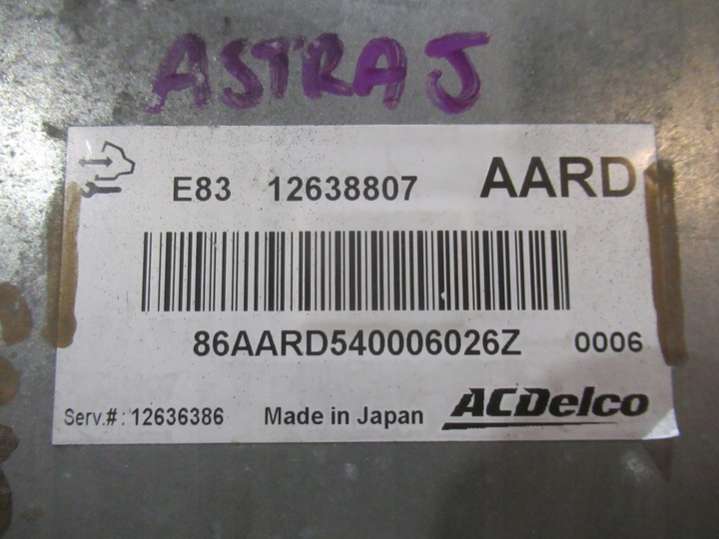 ASTRA J
E83 12638807 AARD
86AARD540006026Z 0006
Serv.#: 12636386 Made in Japan ACDelco